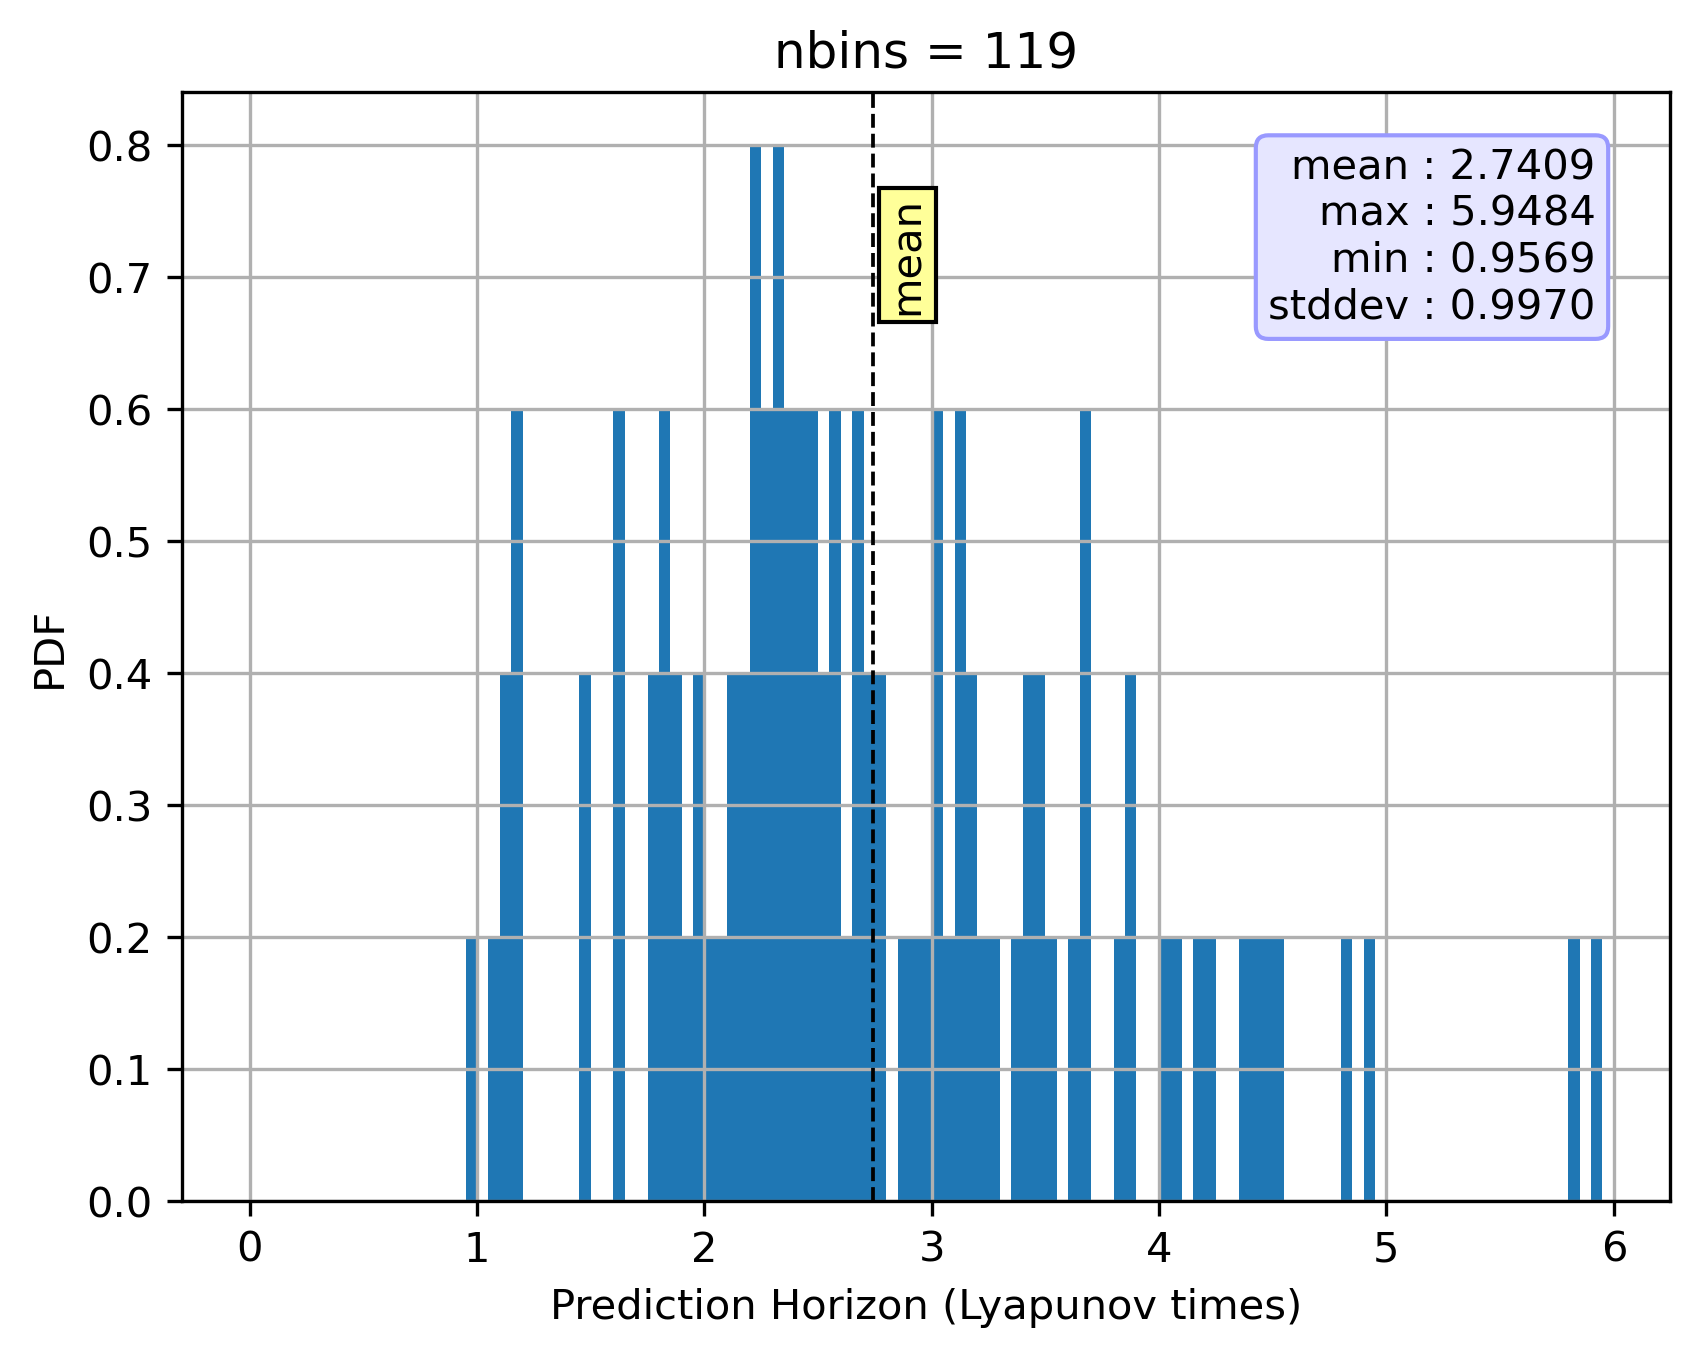 nbins = 119
0.8
0.7
0.6
0.5
0.4
0.3
0.2
0.1
0.0
PDF
mean
mean : 2.7409
max : 5.9484
min : 0.9569
stddev : 0.9970
0 1 2 3 4 5 6
Prediction Horizon (Lyapunov times)